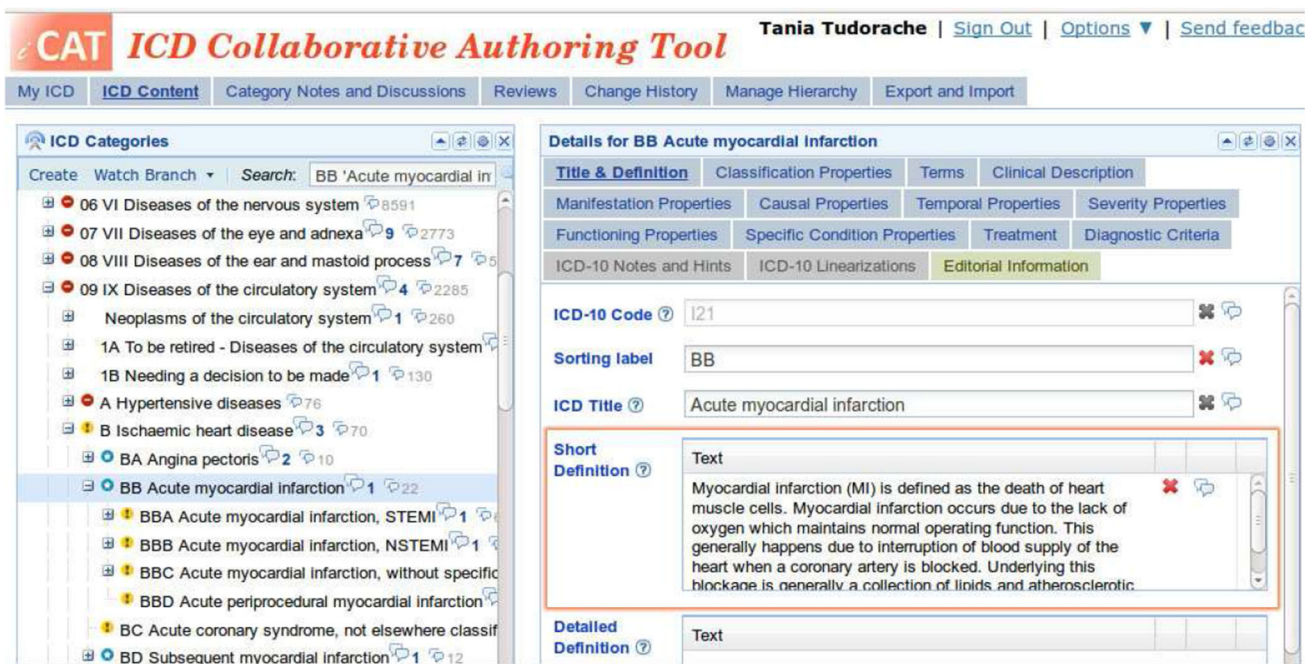 iCAT ICD Collaborative Authoring Tool
Tania Tudorache | Sign Out | Options ▼ | Send feedbac
My ICD ICD Content Category Notes and Discussions Reviews Change History Manage Hierarchy Export and Import
ICD Categories
Create Watch Branch Search: BB 'Acute myocardial in
06 VI Diseases of the nervous system 8591
07 VII Diseases of the eye and adnexa 9 2773
08 VIII Diseases of the ear and mastoid process 7 5
09 IX Diseases of the circulatory system 4 2285
Neoplasms of the circulatory system 1 260
1A To be retired - Diseases of the circulatory system
1B Needing a decision to be made 1 130
A Hypertensive diseases 76
B Ischaemic heart disease 3 70
BA Angina pectoris 2 10
BB Acute myocardial infarction 1 22
BBA Acute myocardial infarction, STEMI 1
BBB Acute myocardial infarction, NSTEMI 1
BBC Acute myocardial infarction, without specific
BBD Acute periprocedural myocardial infarction
BC Acute coronary syndrome, not elsewhere classif
BD Subsequent myocardial infarction 1 12
Details for BB Acute myocardial infarction
Title & Definition Classification Properties Terms Clinical Description
Manifestation Properties Causal Properties Temporal Properties Severity Properties
Functioning Properties Specific Condition Properties Treatment Diagnostic Criteria
ICD-10 Notes and Hints ICD-10 Linearizations Editorial Information
ICD-10 Code ? I21
Sorting label BB
ICD Title ? Acute myocardial infarction
Short
Definition ?
Text
Myocardial infarction (MI) is defined as the death of heart
muscle cells. Myocardial infarction occurs due to the lack of
oxygen which maintains normal operating function. This
generally happens due to interruption of blood supply of the
heart when a coronary artery is blocked. Underlying this
blockage is generally a collection of lipids and atherosclerotic
Detailed
Definition ?
Text